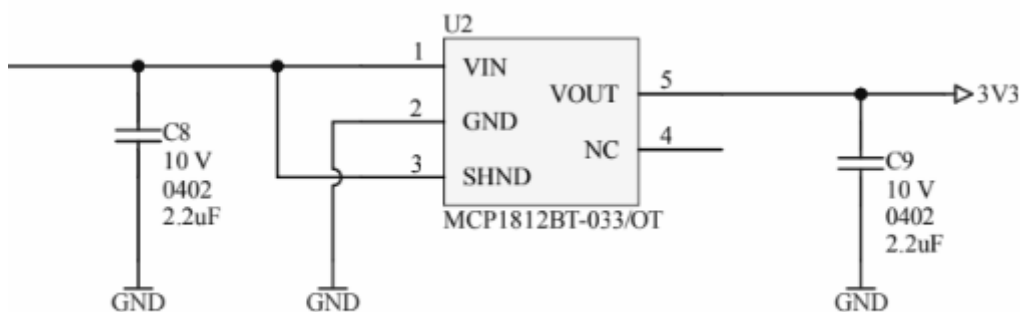 U2
1
VIN
5
VOUT
3V3
2
GND
4
NC
3
SHND
MCP1812BT-033/OT
C8
10 V
0402
2.2uF
C9
10 V
0402
2.2uF
GND
GND
GND